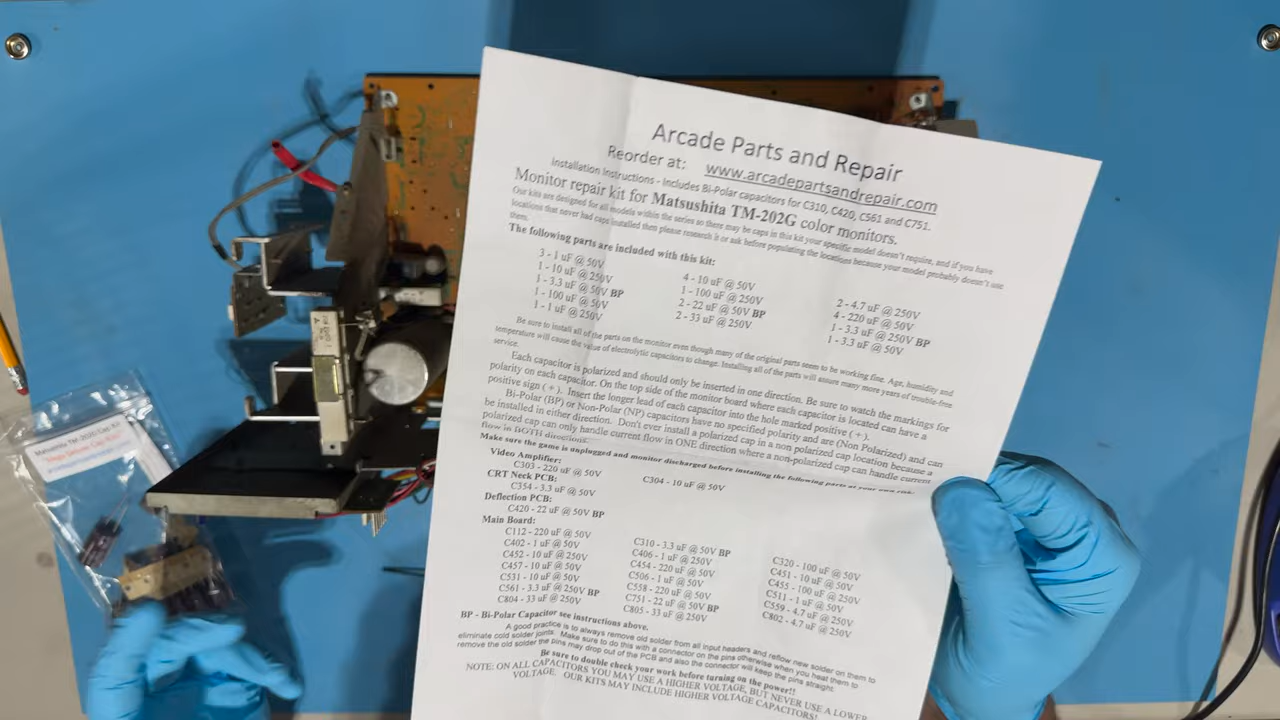 Arcade Parts and Repair
Reorder at: www.arcadepartsandrepair.com
Installation Instructions - Includes Bi-Polar capacitors for C310, C420, C561 and C751.
Monitor repair kit for Matsushita TM-202G color monitors.
Our kits are designed for all models within the series so there may be caps in this kit your specific model doesn't require, and if you have
locations that never had caps installed then please research it or ask before populating the locations because your model probably doesn't use
them.
The following parts are included with this kit:
3 - 1 uF @ 50V
1 - 10 uF @ 250V
1 - 3.3 uF @ 50V BP
1 - 100 uF @ 50V
1 - 1 uF @ 250V
4 - 10 uF @ 50V
1 - 100 uF @ 250V
2 - 22 uF @ 50V BP
2 - 33 uF @ 250V
2 - 4.7 uF @ 250V
4 - 220 uF @ 50V
1 - 3.3 uF @ 250V BP
1 - 3.3 uF @ 50V
Be sure to install all of the parts on the monitor even though many of the original parts seem to be working fine. Age, humidity and
temperature will cause the value of electrolytic capacitors to change. Installing all of the parts will assure many more years of trouble-free
service.
Each capacitor is polarized and should only be inserted in one direction. Be sure to watch the markings for
polarity on each capacitor. On the top side of the monitor board where each capacitor is located can have a
positive sign ( + ). Insert the longer lead of each capacitor into the hole marked positive ( + ).
Bi-Polar (BP) or Non-Polar (NP) capacitors have no specified polarity and are (Non Polarized) and can
be installed in either direction. Don't ever install a polarized cap in a non polarized cap location because a
polarized cap can only handle current flow in ONE direction where a non-polarized cap can handle current
flow in BOTH directions.
Make sure the game is unplugged and monitor discharged before installing the following parts at your own risk.
Video Amplifier:
C303 - 220 uF @ 50V
C304 - 10 uF @ 50V
CRT Neck PCB:
C354 - 3.3 uF @ 50V
Deflection PCB:
C420 - 22 uF @ 50V BP
Main Board:
C112 - 220 uF @ 50V
C402 - 1 uF @ 50V
C452 - 10 uF @ 250V
C457 - 10 uF @ 50V
C531 - 10 uF @ 50V
C561 - 3.3 uF @ 250V BP
C804 - 33 uF @ 250V
C310 - 3.3 uF @ 50V BP
C406 - 1 uF @ 250V
C454 - 220 uF @ 50V
C506 - 1 uF @ 50V
C558 - 220 uF @ 50V
C751 - 22 uF @ 50V BP
C805 - 33 uF @ 250V
C320 - 100 uF @ 50V
C451 - 10 uF @ 50V
C455 - 100 uF @ 250V
C511 - 1 uF @ 50V
C559 - 4.7 uF @ 250V
C802 - 4.7 uF @ 250V
BP - Bi-Polar Capacitor see instructions above.
A good practice is to always remove old solder from all input headers and reflow new solder on them to
eliminate cold solder joints. Make sure to do this with a connector on the pins otherwise when you heat them to
remove the old solder the pins may drop out of the PCB and also the connector will keep the pins straight.
Be sure to double check your work before turning on the power!!
NOTE: ON ALL CAPACITORS YOU MAY USE A HIGHER VOLTAGE, BUT NEVER USE A LOWER
VOLTAGE. OUR KITS MAY INCLUDE HIGHER VOLTAGE CAPACITORS!